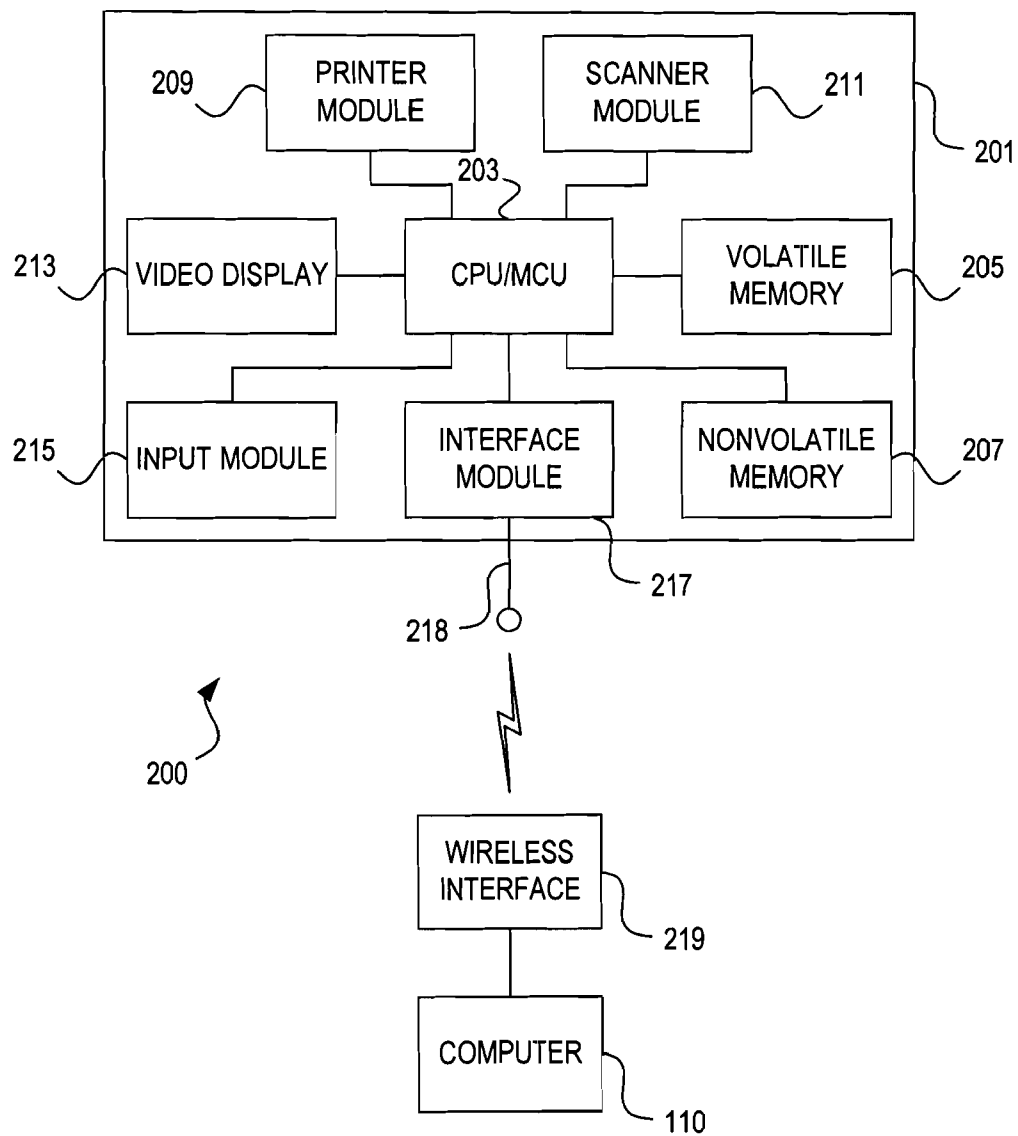 PRINTER
MODULE
209
SCANNER
MODULE
211
201
203
VIDEO DISPLAY
213
CPU/MCU
VOLATILE
MEMORY
205
INPUT MODULE
215
INTERFACE
MODULE
NONVOLATILE
MEMORY
207
217
218
200
WIRELESS
INTERFACE
219
COMPUTER
110